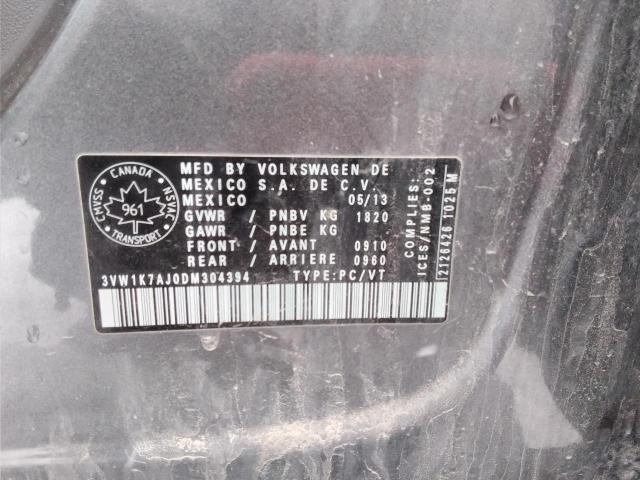 CANADA
CMVSS
NSVAC
961
TRANSPORT
MFD BY VOLKSWAGEN DE
MEXICO S.A. DE C.V.
MEXICO 05/13
GVWR / PNBV KG 1820
GAWR / PNBE KG
FRONT / AVANT 0910
REAR / ARRIERE 0960
3VW1K7AJ0DM304394 TYPE:PC/VT
COMPLIES:
ICES/NMB-002
2126426 1025 M